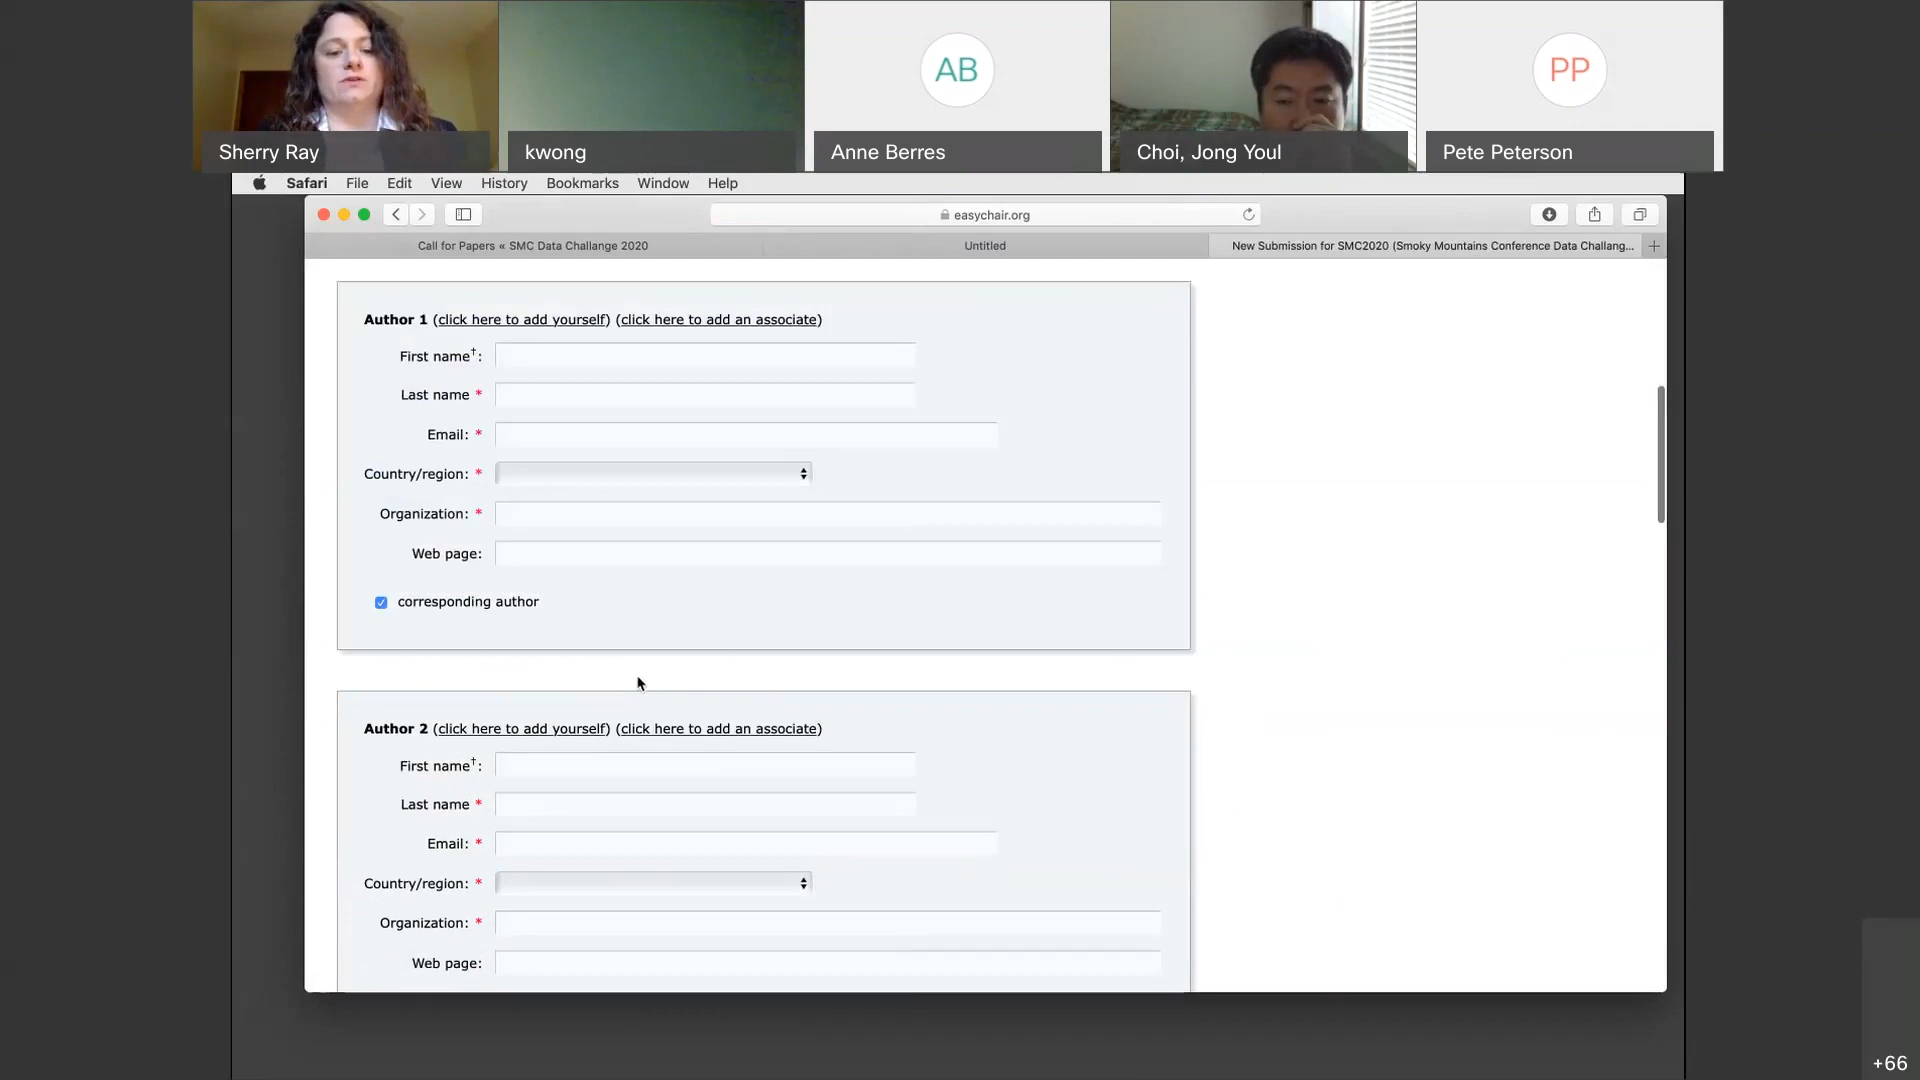 AB
PP
Sherry Ray
kwong
Anne Berres
Choi, Jong Youl
Pete Peterson
Safari File Edit View History Bookmarks Window Help
easychair.org
Call for Papers « SMC Data Challange 2020
Untitled
New Submission for SMC2020 (Smoky Mountains Conference Data Challang...
Author 1 (click here to add yourself) (click here to add an associate)
First name†:
Last name *
Email: *
Country/region: *
Organization: *
Web page:
corresponding author
Author 2 (click here to add yourself) (click here to add an associate)
First name†:
Last name *
Email: *
Country/region: *
Organization: *
Web page:
+66